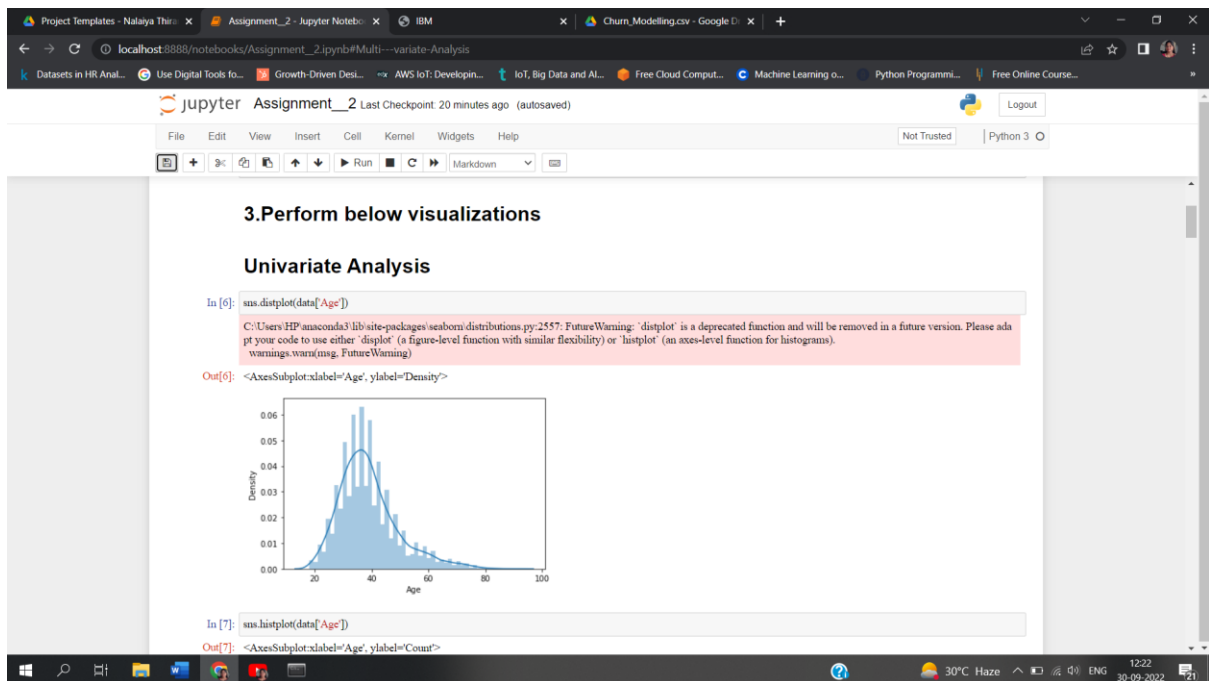 Project Templates - Nalaiya Thira
Assignment__2 - Jupyter Notebo
IBM
Churn_Modelling.csv - Google D
localhost:8888/notebooks/Assignment__2.ipynb#Multi---variate-Analysis
Datasets in HR Anal...
Use Digital Tools fo...
Growth-Driven Desi...
AWS IoT: Developin...
IoT, Big Data and AI...
Free Cloud Comput...
Machine Learning o...
Python Programmi...
Free Online Course...
jupyter Assignment__2 Last Checkpoint: 20 minutes ago (autosaved)
Logout
File Edit View Insert Cell Kernel Widgets Help
Not Trusted
Python 3
Run
Markdown
3.Perform below visualizations
Univariate Analysis
In [6]: sns.distplot(data['Age'])
C:\Users\HP\anaconda3\lib\site-packages\seaborn\distributions.py:2557: FutureWarning: `distplot` is a deprecated function and will be removed in a future version. Please ada
pt your code to use either `displot` (a figure-level function with similar flexibility) or `histplot` (an axes-level function for histograms).
warnings.warn(msg, FutureWarning)
Out[6]: <AxesSubplot:xlabel='Age', ylabel='Density'>
0.06
0.05
0.04
0.03
0.02
0.01
0.00
Density
20 40 60 80 100
Age
In [7]: sns.histplot(data['Age'])
Out[7]: <AxesSubplot:xlabel='Age', ylabel='Count'>
30°C Haze
ENG
12:22
30-09-2022
21